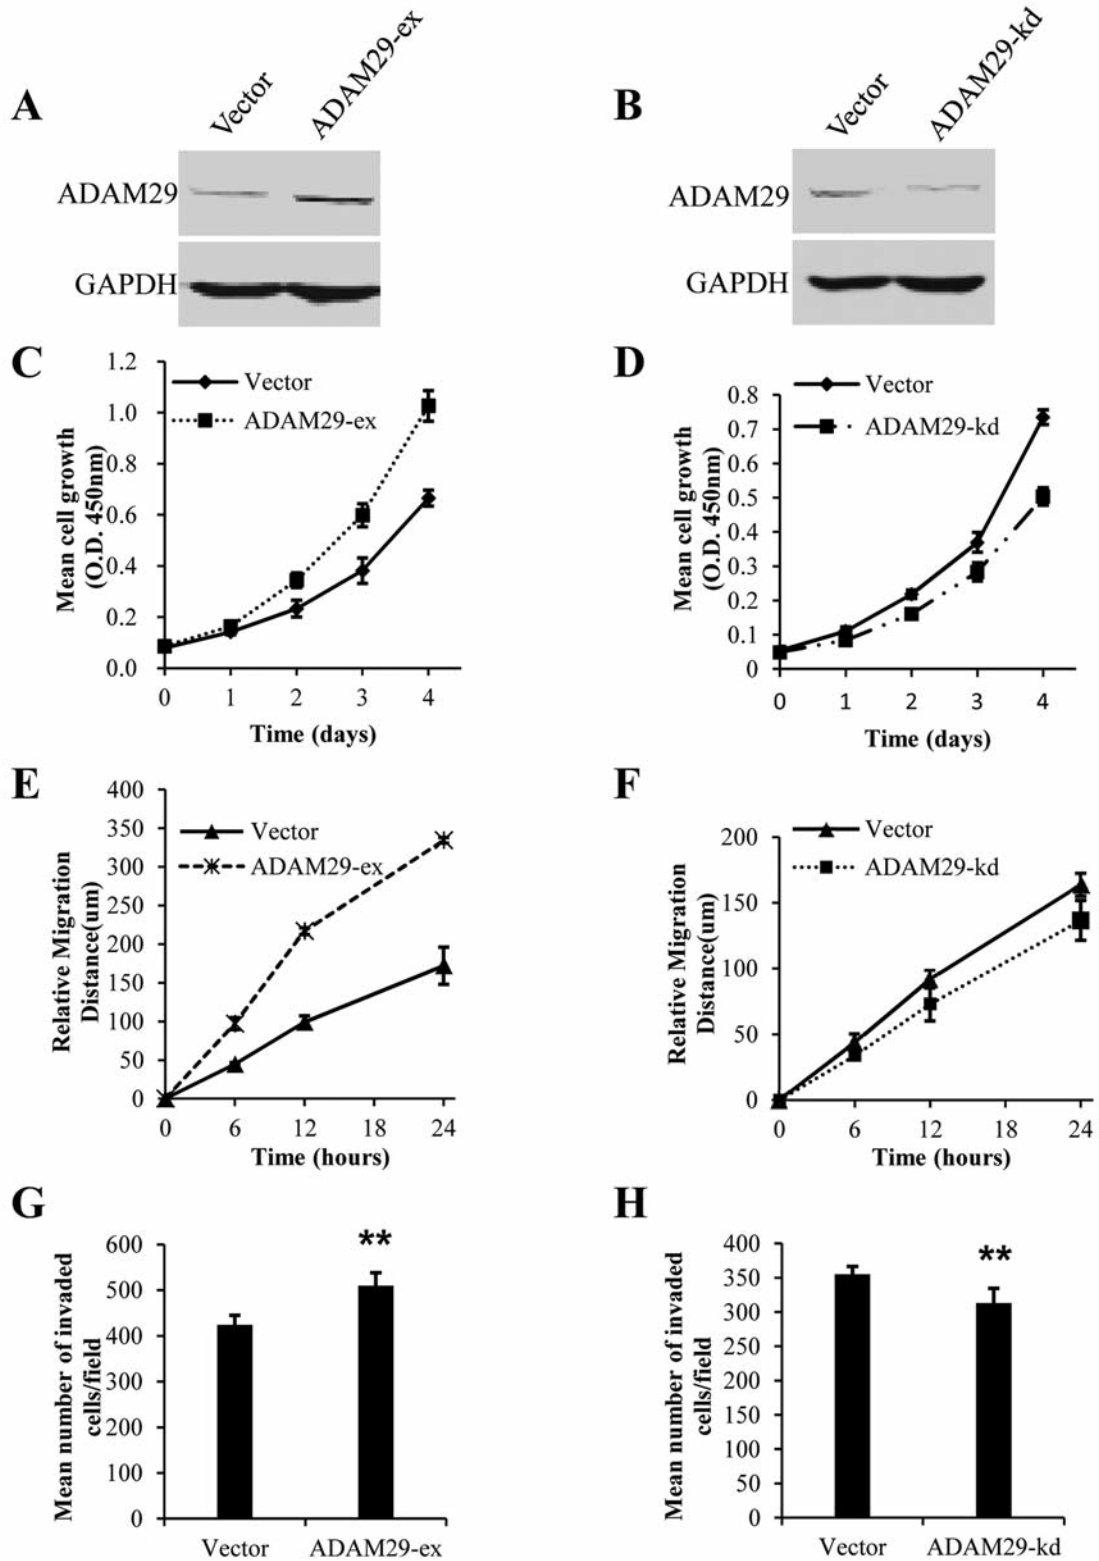 A
Vector
ADAM29-ex
ADAM29
GAPDH
B
Vector
ADAM29-kd
ADAM29
GAPDH
C
Mean cell growth
(O.D. 450nm)
1.2
1.0
0.8
0.6
0.4
0.2
0.0
Vector
ADAM29-ex
0 1 2 3 4
Time (days)
D
Mean cell growth
(O.D. 450nm)
0.8
0.7
0.6
0.5
0.4
0.3
0.2
0.1
0
Vector
ADAM29-kd
0 1 2 3 4
Time (days)
E
Relative Migration
Distance(um)
400
350
300
250
200
150
100
50
0
Vector
ADAM29-ex
0 6 12 18 24
Time (hours)
F
Relative Migration
Distance(um)
200
150
100
50
0
Vector
ADAM29-kd
0 6 12 18 24
Time (hours)
G
Mean number of invaded
cells/field
600
500
400
300
200
100
0
**
Vector ADAM29-ex
H
Mean number of invaded
cells/field
400
350
300
250
200
150
100
50
0
**
Vector ADAM29-kd